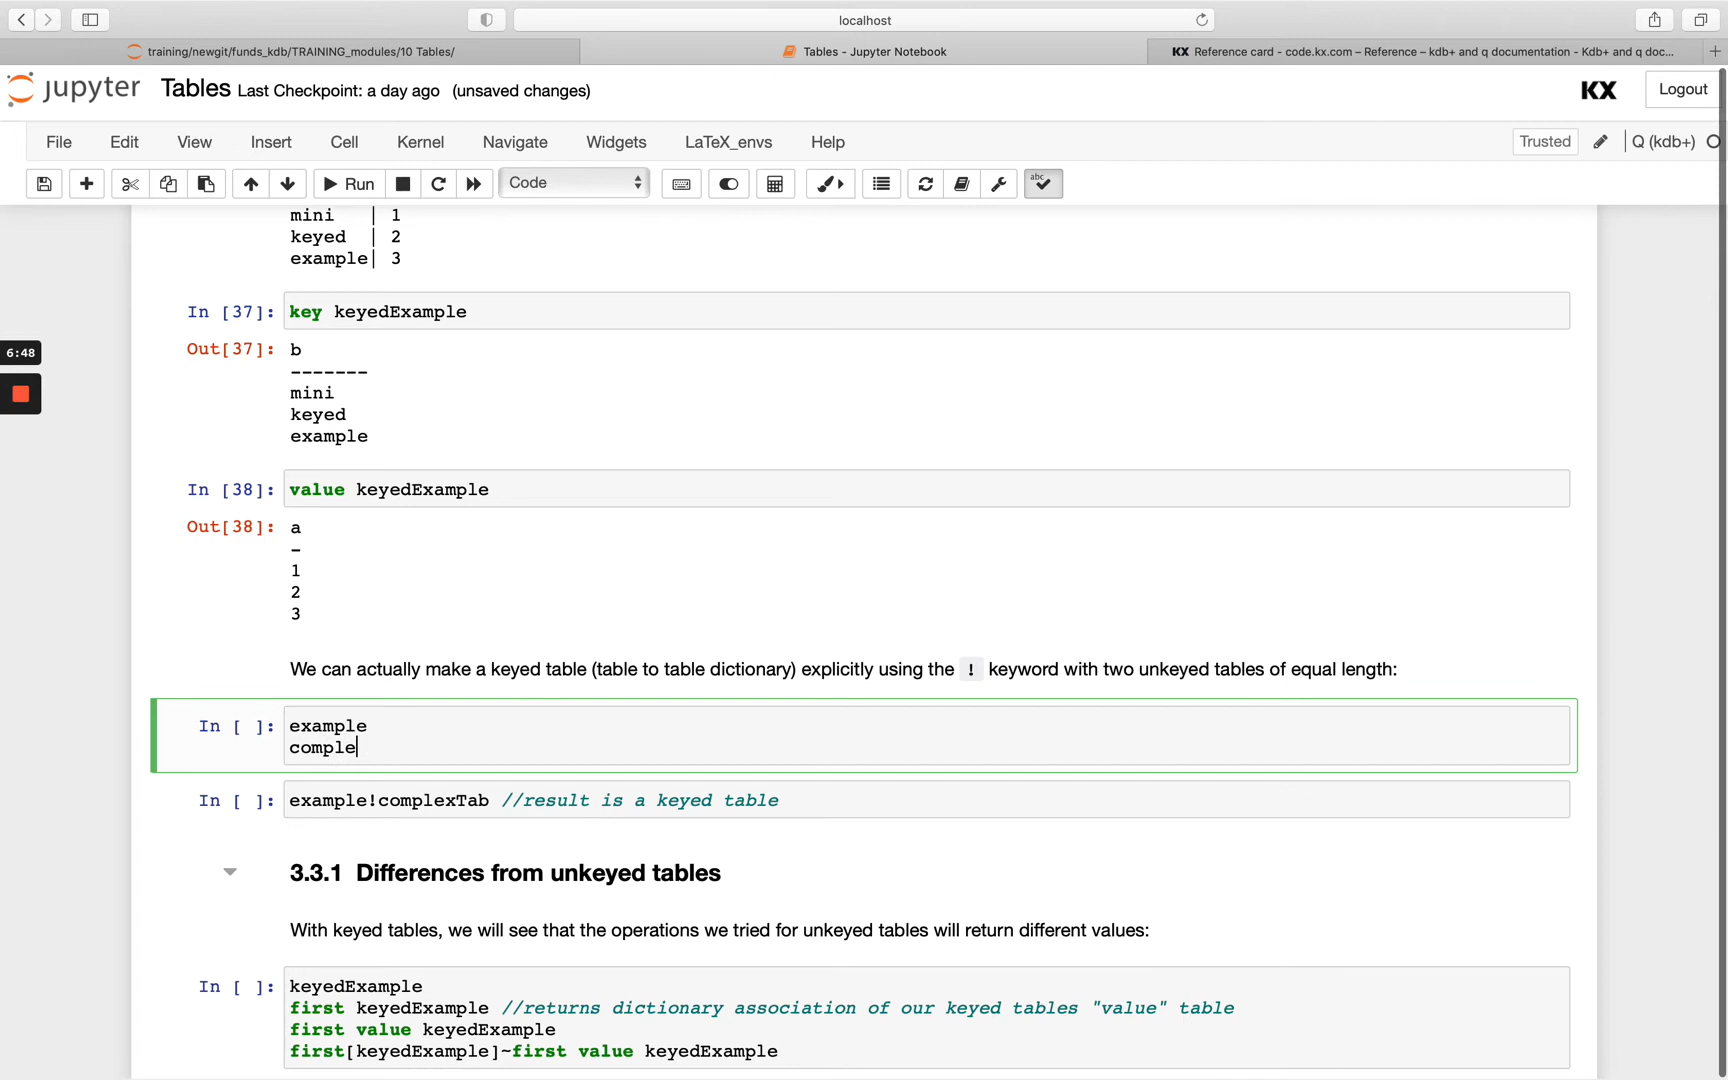 localhost
training/newgit/funds_kdb/TRAINING_modules/10 Tables/
Tables - Jupyter Notebook
KX Reference card - code.kx.com – Reference – kdb+ and q documentation - Kdb+ and q doc...
jupyter Tables Last Checkpoint: a day ago (unsaved changes)
KX
Logout
File Edit View Insert Cell Kernel Navigate Widgets LaTeX_envs Help
Trusted
Q (kdb+)
Run
Code
abc
mini | 1
keyed | 2
example| 3
In [37]: key keyedExample
6:48
Out[37]: b
-------
mini
keyed
example
In [38]: value keyedExample
Out[38]: a
-
1
2
3
We can actually make a keyed table (table to table dictionary) explicitly using the ! keyword with two unkeyed tables of equal length:
In [ ]: example
comple
In [ ]: example!complexTab //result is a keyed table
3.3.1 Differences from unkeyed tables
With keyed tables, we will see that the operations we tried for unkeyed tables will return different values:
In [ ]: keyedExample
first keyedExample //returns dictionary association of our keyed tables "value" table
first value keyedExample
first[keyedExample]~first value keyedExample